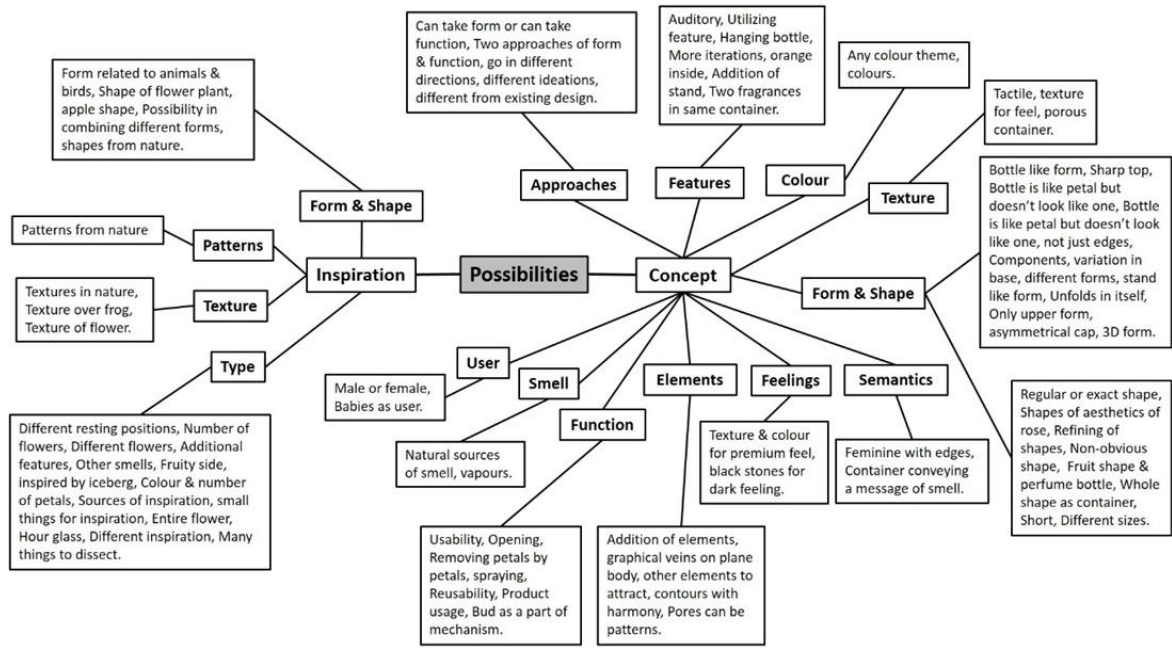 Can take form or can take
function, Two approaches of form
& function, go in different
directions, different ideations,
different from existing design.
Auditory, Utilizing
feature, Hanging bottle,
More iterations, orange
inside, Addition of
stand, Two fragrances
in same container.
Any colour theme,
colours.
Form related to animals &
birds, Shape of flower plant,
apple shape, Possibility in
combining different forms,
shapes from nature.
Tactile, texture
for feel, porous
container.
Approaches
Features
Colour
Texture
Form & Shape
Patterns from nature
Patterns
Inspiration
Possibilities
Concept
Textures in nature,
Texture over frog,
Texture of flower.
Texture
Type
Form & Shape
Bottle like form, Sharp top,
Bottle is like petal but
doesn't look like one, Bottle
is like petal but doesn't look
like one, not just edges,
Components, variation in
base, different forms, stand
like form, Unfolds in itself,
Only upper form,
asymmetrical cap, 3D form.
User
Smell
Function
Elements
Feelings
Semantics
Male or female,
Babies as user.
Natural sources
of smell, vapours.
Texture & colour
for premium feel,
black stones for
dark feeling.
Feminine with edges,
Container conveying
a message of smell.
Regular or exact shape,
Shapes of aesthetics of
rose, Refining of
shapes, Non-obvious
shape, Fruit shape &
perfume bottle, Whole
shape as container,
Short, Different sizes.
Different resting positions, Number of
flowers, Different flowers, Additional
features, Other smells, Fruity side,
inspired by iceberg, Colour & number
of petals, Sources of inspiration, small
things for inspiration, Entire flower,
Hour glass, Different inspiration, Many
things to dissect.
Usability, Opening,
Removing petals by
petals, spraying,
Reusability, Product
usage, Bud as a part of
mechanism.
Addition of elements,
graphical veins on plane
body, other elements to
attract, contours with
harmony, Pores can be
patterns.